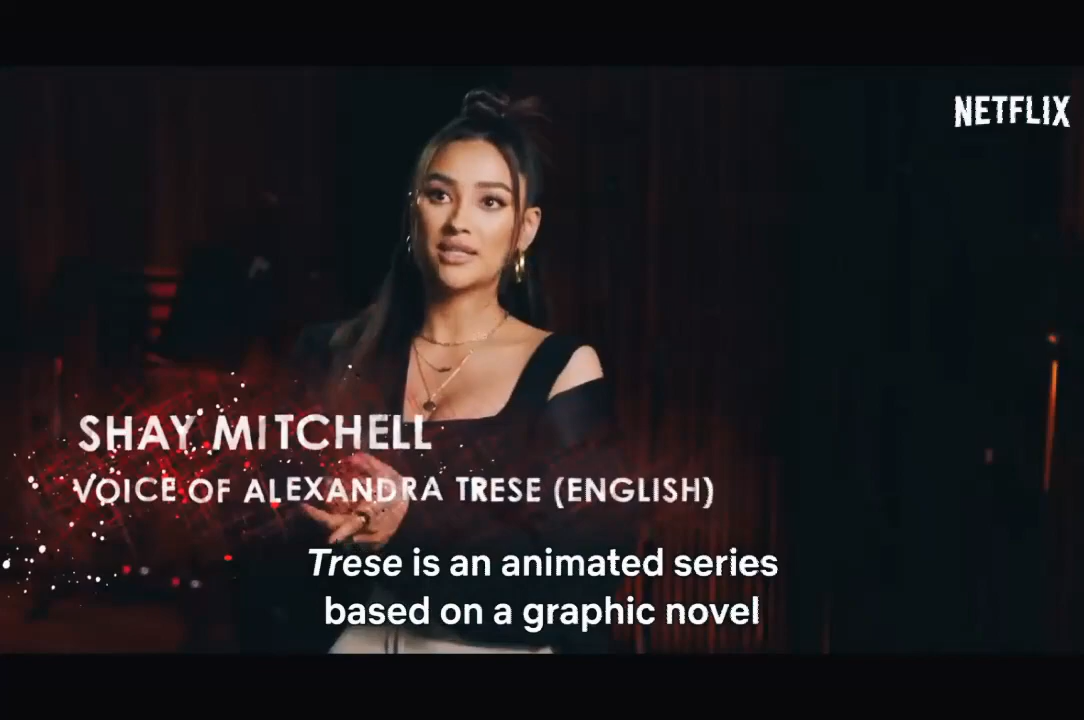 NETFLIX
SHAY MITCHELL
VOICE OF ALEXANDRA TRESE (ENGLISH)
Trese is an animated series
based on a graphic novel